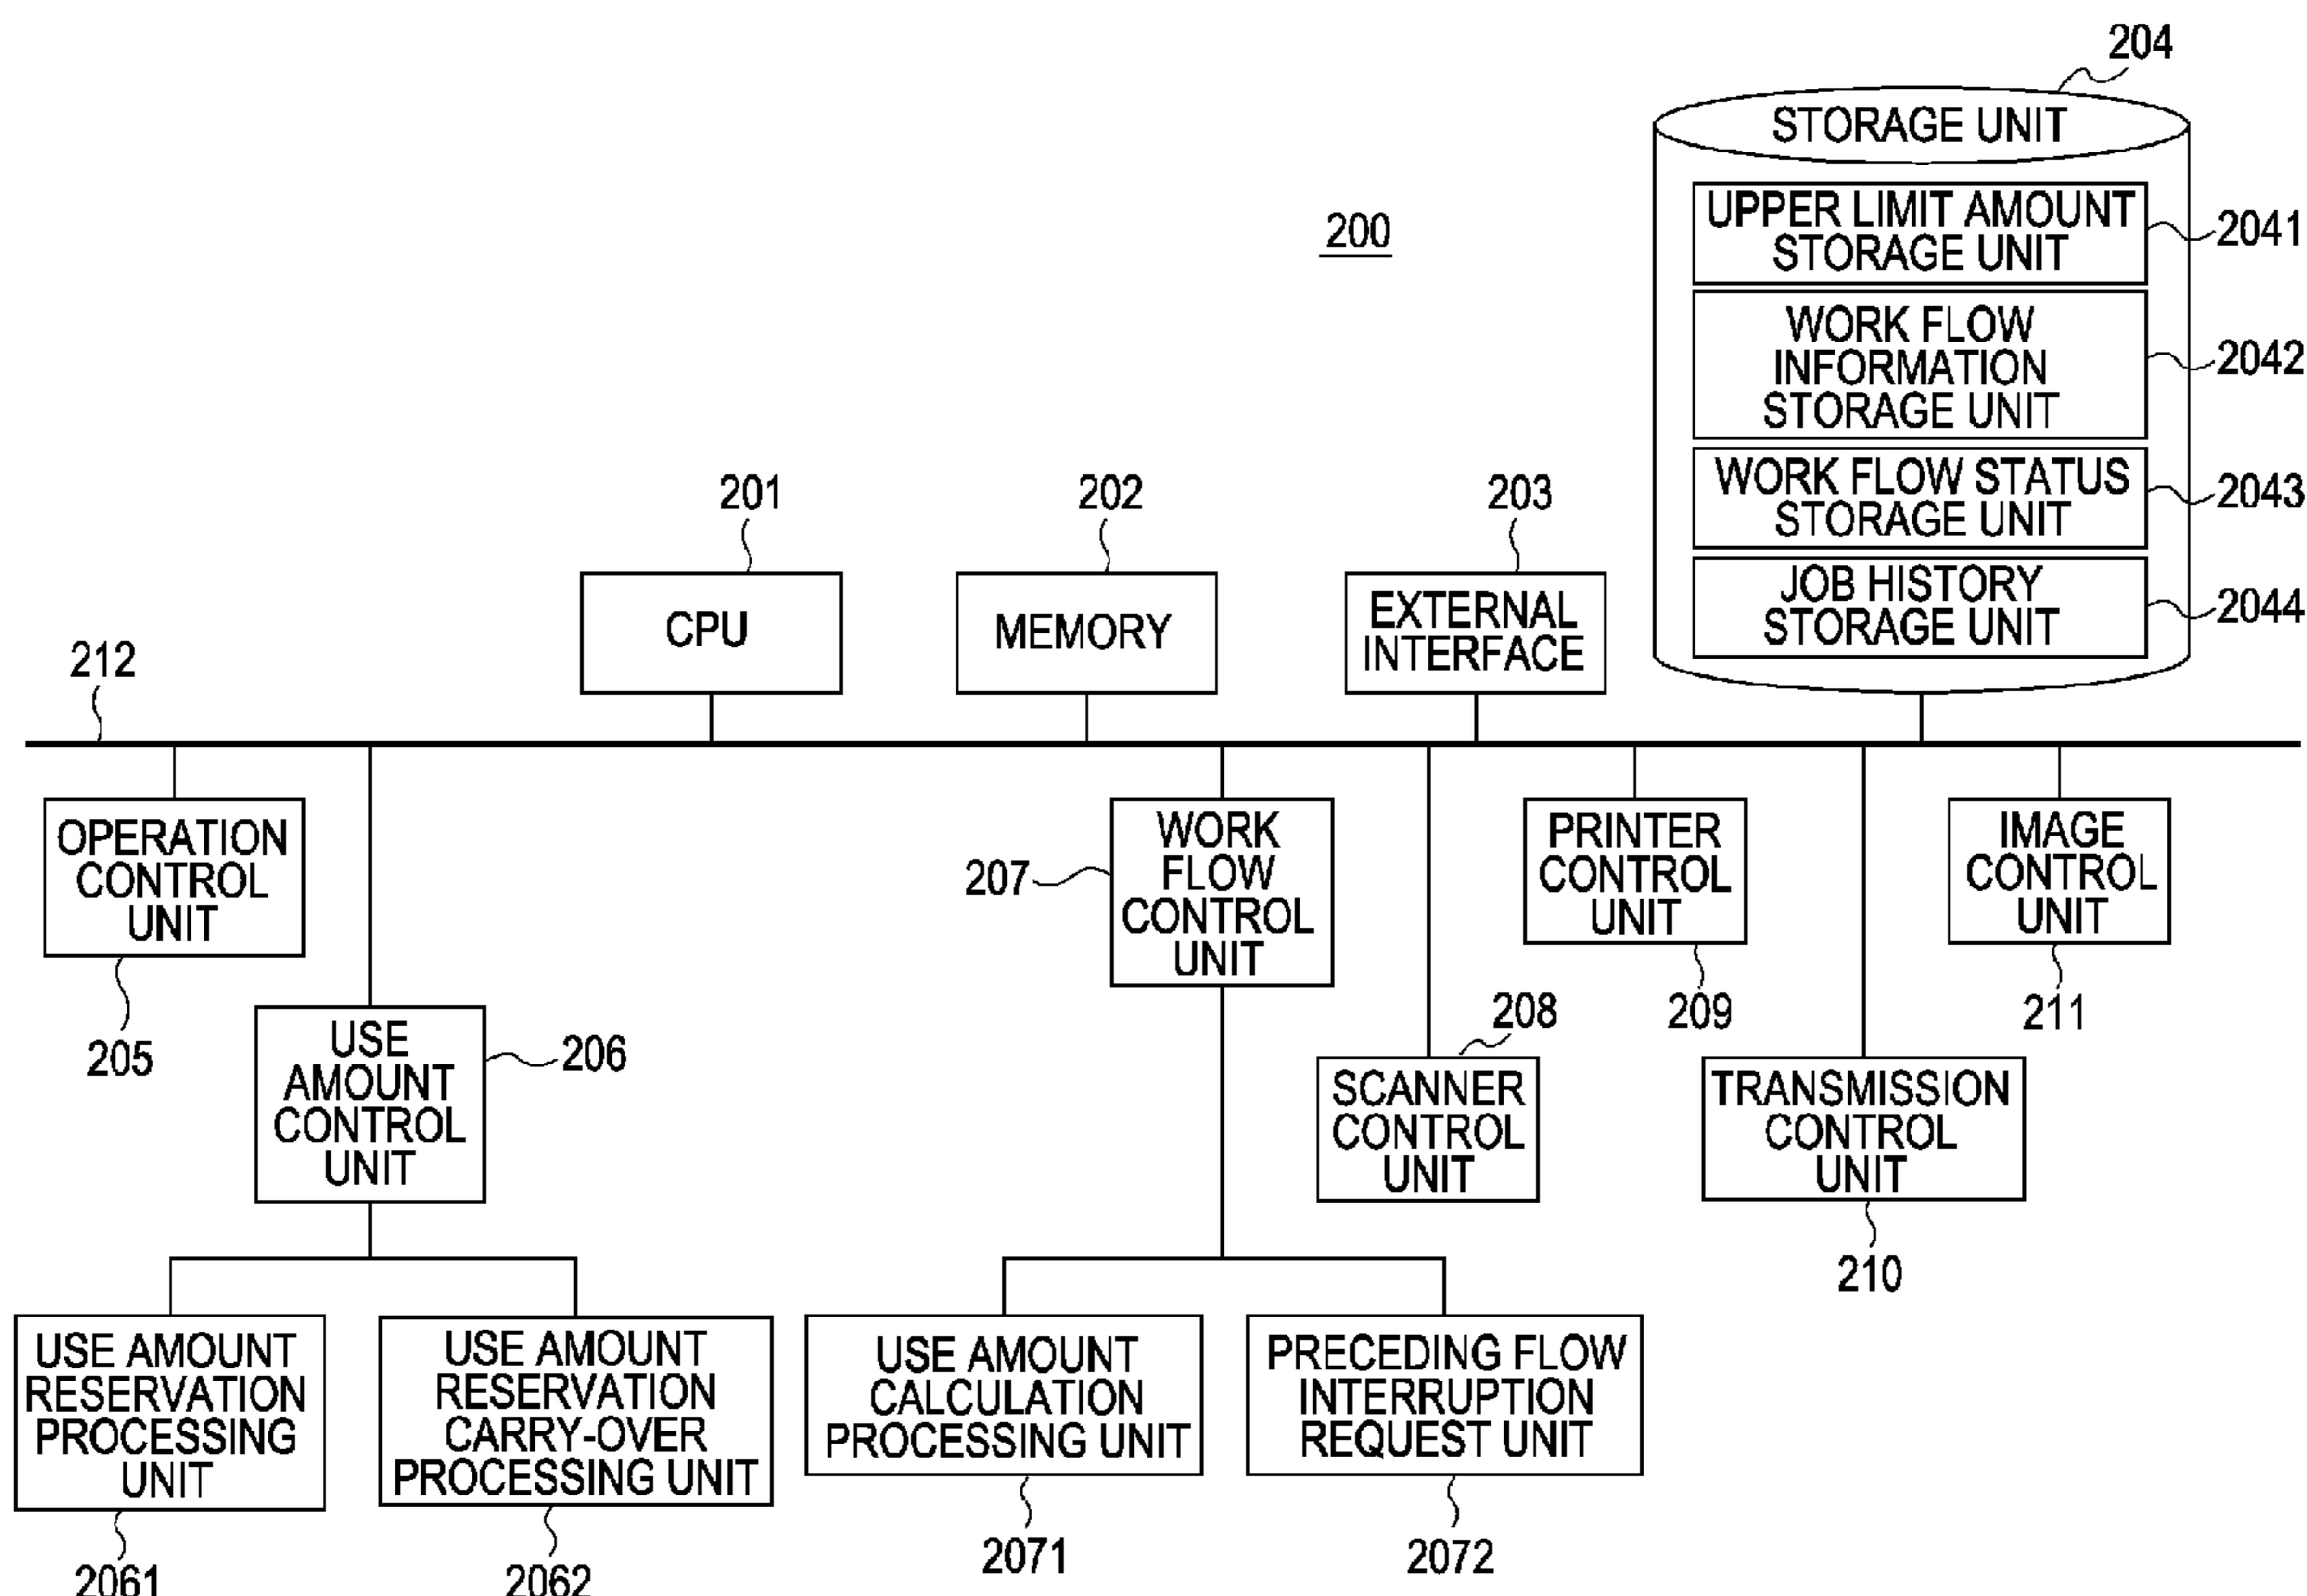 204
STORAGE UNIT
200
UPPER LIMIT AMOUNT
STORAGE UNIT
2041
WORK FLOW
INFORMATION
STORAGE UNIT
2042
WORK FLOW STATUS
STORAGE UNIT
2043
JOB HISTORY
STORAGE UNIT
2044
201
CPU
202
MEMORY
203
EXTERNAL
INTERFACE
212
OPERATION
CONTROL
UNIT
205
USE
AMOUNT
CONTROL
UNIT
206
WORK
FLOW
CONTROL
UNIT
207
SCANNER
CONTROL
UNIT
208
PRINTER
CONTROL
UNIT
209
TRANSMISSION
CONTROL
UNIT
210
IMAGE
CONTROL
UNIT
211
USE AMOUNT
RESERVATION
PROCESSING
UNIT
2061
USE AMOUNT
RESERVATION
CARRY-OVER
PROCESSING UNIT
2062
USE AMOUNT
CALCULATION
PROCESSING UNIT
2071
PRECEDING FLOW
INTERRUPTION
REQUEST UNIT
2072